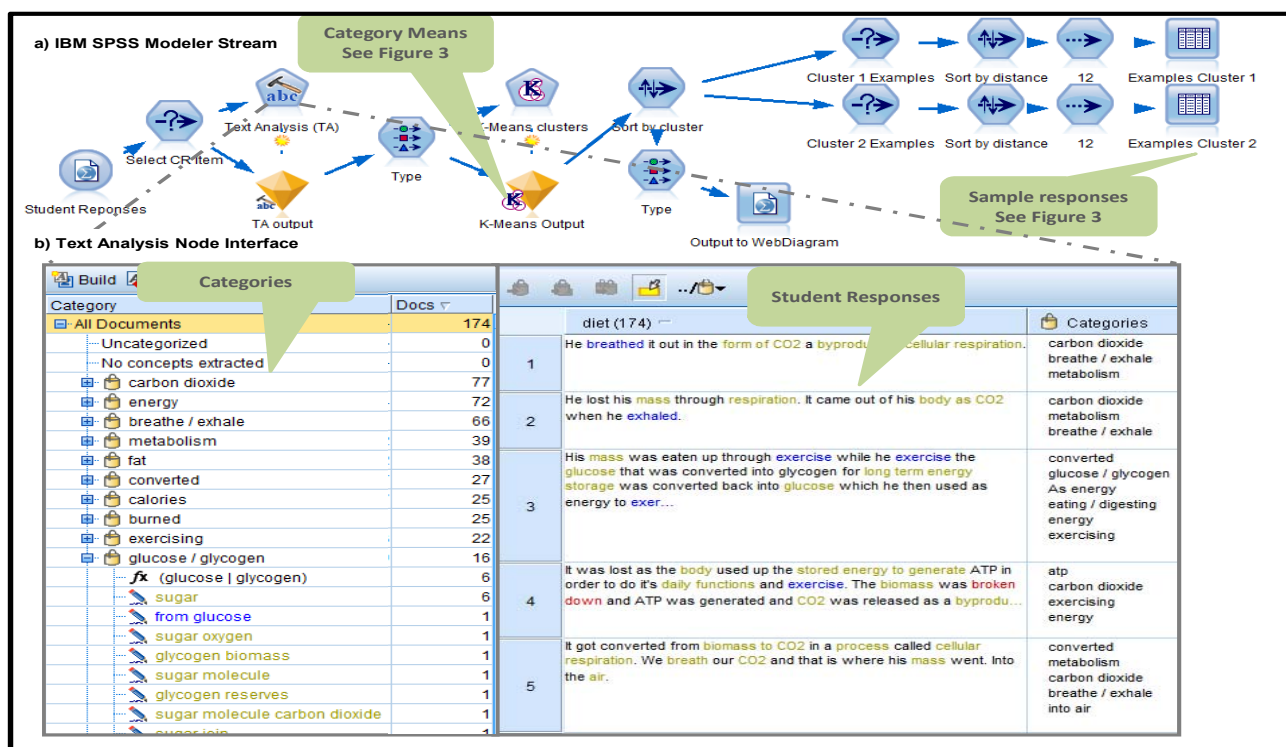 a) IBM SPSS Modeler Stream
Category Means
See Figure 3
abc
Text Analysis (TA)
K
K-Means clusters
Sort by cluster
Cluster 1 Examples
Sort by distance
12
Examples Cluster 1
Cluster 2 Examples
Sort by distance
12
Examples Cluster 2
Select CR Item
Type
Student Reponses
abc
TA output
K
K-Means Output
Type
Output to WebDiagram
Sample responses
See Figure 3
b) Text Analysis Node Interface
Build
Categories
Category
Docs
All Documents 174
Uncategorized 0
No concepts extracted 0
carbon dioxide 77
energy 72
breathe / exhale 66
metabolism 39
fat 38
converted 27
calories 25
burned 25
exercising 22
glucose / glycogen 16
fx (glucose | glycogen) 6
sugar 6
from glucose 1
sugar oxygen 1
glycogen biomass 1
sugar molecule 1
glycogen reserves 1
sugar molecule carbon dioxide 1
sugar join 1
../
Student Responses
diet (174)
Categories
1
He breathed it out in the form of CO2 a cellular respiration.
carbon dioxide
breathe / exhale
metabolism
2
He lost his mass through respiration. It came out of his body as CO2
when he exhaled.
carbon dioxide
metabolism
breathe / exhale
3
His mass was eaten up through exercise while he exercise the
glucose that was converted into glycogen for long term energy
storage was converted back into glucose which he then used as
energy to exer...
converted
glucose / glycogen
As energy
eating / digesting
energy
exercising
4
It was lost as the body used up the stored energy to generate ATP in
order to do it's daily functions and exercise. The biomass was broken
down and ATP was generated and CO2 was released as a byprodu...
atp
carbon dioxide
exercising
energy
5
It got converted from biomass to CO2 in a process called cellular
respiration. We breath our CO2 and that is where his mass went. Into
the air.
converted
metabolism
carbon dioxide
breathe / exhale
into air